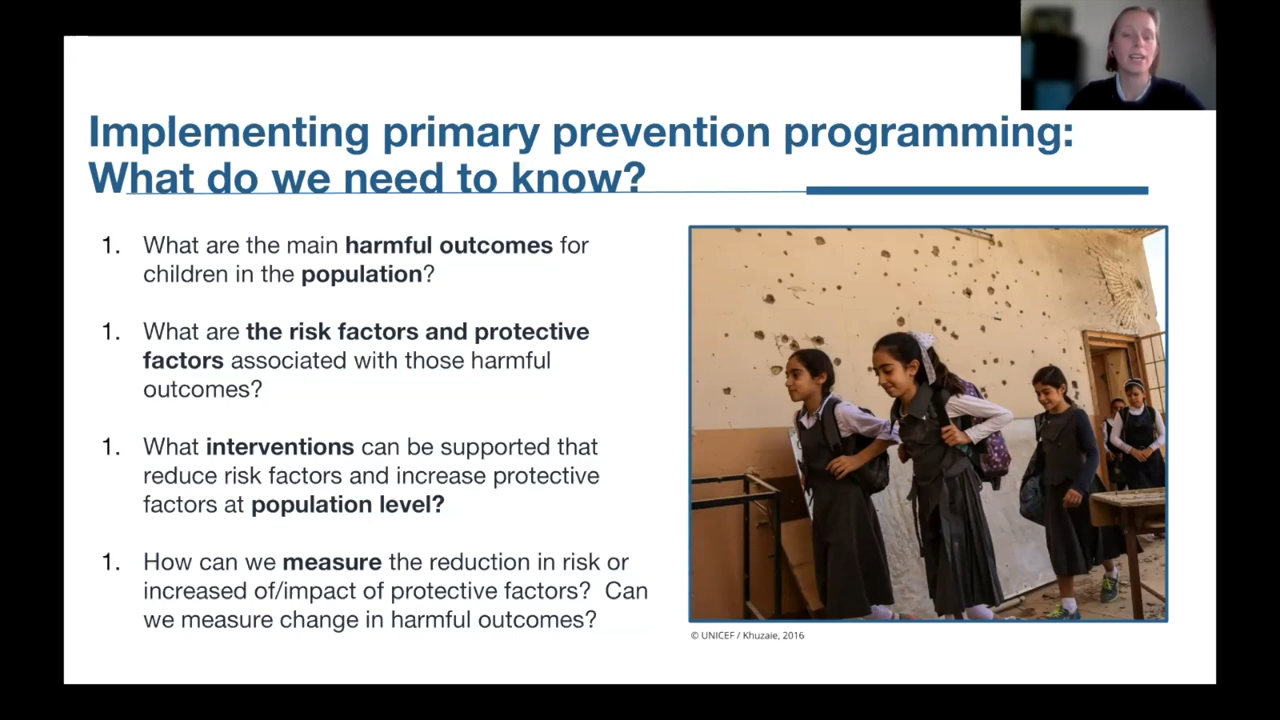 Implementing primary prevention programming:
What do we need to know?
1. What are the main harmful outcomes for
children in the population?
1. What are the risk factors and protective
factors associated with those harmful
outcomes?
1. What interventions can be supported that
reduce risk factors and increase protective
factors at population level?
1. How can we measure the reduction in risk or
increased of/impact of protective factors?  Can
we measure change in harmful outcomes?
© UNICEF / Khuzaie, 2016